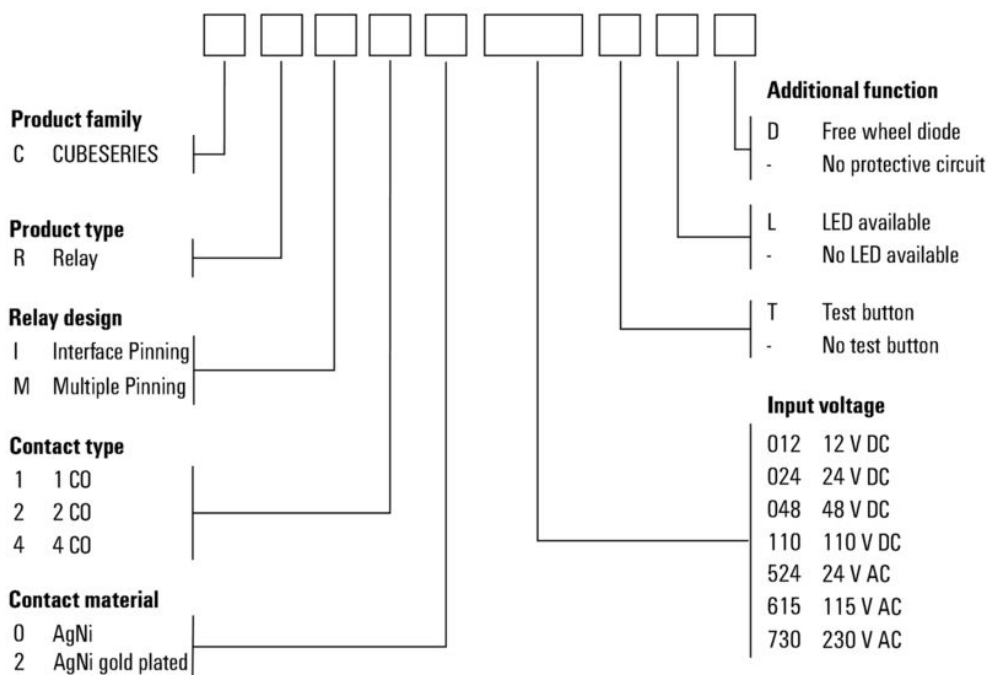 Product family
C CUBESERIES
Product type
R Relay
Relay design
I Interface Pinning
M Multiple Pinning
Contact type
1 1 CO
2 2 CO
4 4 CO
Contact material
0 AgNi
2 AgNi gold plated
Additional function
D Free wheel diode
- No protective circuit
L LED available
- No LED available
T Test button
- No test button
Input voltage
012 12 V DC
024 24 V DC
048 48 V DC
110 110 V DC
524 24 V AC
615 115 V AC
730 230 V AC